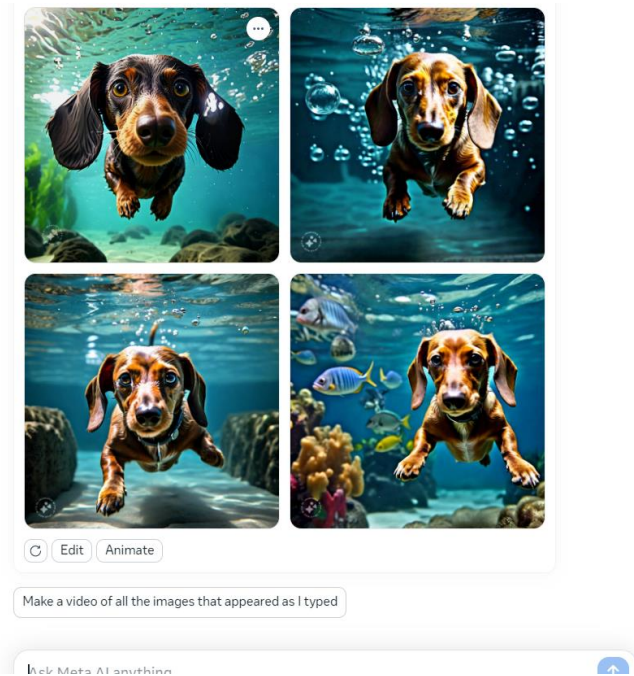 Edit Animate
Make a video of all the images that appeared as I typed
Ask Meta AI anything